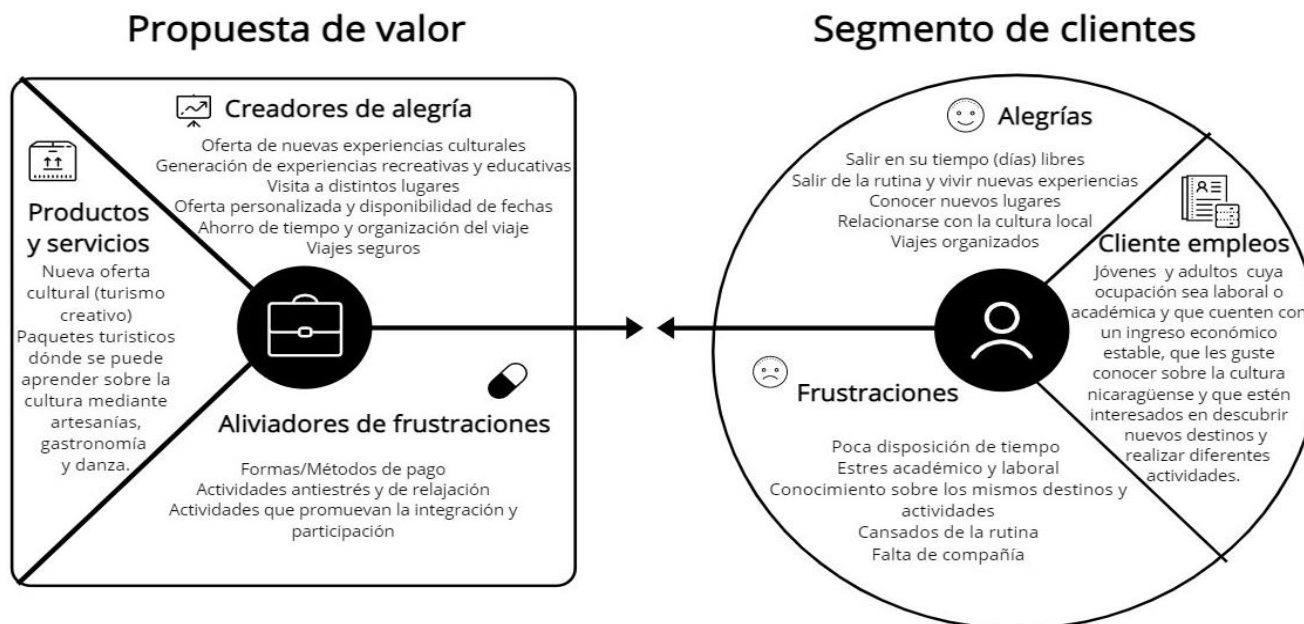 Propuesta de valor
Segmento de clientes
Creadores de alegría
Oferta de nuevas experiencias culturales
Generación de experiencias recreativas y educativas
Visita a distintos lugares
Oferta personalizada y disponibilidad de fechas
Ahorro de tiempo y organización del viaje
Viajes seguros
Productos
y servicios
Nueva oferta
cultural (turismo
creativo)
Paquetes turisticos
dónde se puede
aprender sobre la
cultura mediante
artesanías,
gastronomía
y danza.
Aliviadores de frustraciones
Formas/Métodos de pago
Actividades antiestrés y de relajación
Actividades que promuevan la integración y
participación
Alegrías
Salir en su tiempo (días) libres
Salir de la rutina y vivir nuevas experiencias
Conocer nuevos lugares
Relacionarse con la cultura local
Viajes organizados
Cliente empleos
Jóvenes y adultos cuya
ocupación sea laboral o
académica y que cuenten con
un ingreso económico
estable, que les guste
conocer sobre la cultura
nicaragüense y que estén
interesados en descubrir
nuevos destinos y
realizar diferentes
actividades.
Frustraciones
Poca disposición de tiempo
Estres académico y laboral
Conocimiento sobre los mismos destinos y
actividades
Cansados de la rutina
Falta de compañía